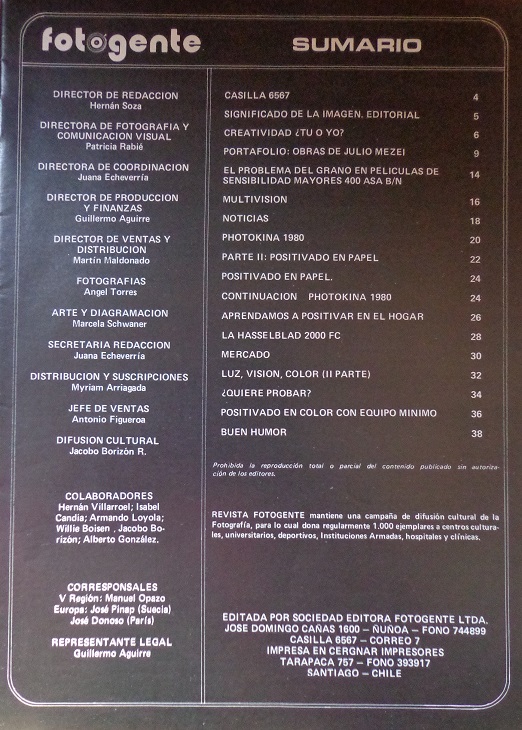 fotogente
SUMARIO
DIRECTOR DE REDACCION
Hernán Soza
DIRECTORA DE FOTOGRAFIA Y
COMUNICACION VISUAL
Patricia Rabié
DIRECTORA DE COORDINACION
Juana Echeverría
DIRECTOR DE PRODUCCION
Y FINANZAS
Guillermo Aguirre
DIRECTOR DE VENTAS Y
DISTRIBUCION
Martín Maldonado
FOTOGRAFIAS
Angel Torres
ARTE Y DIAGRAMACION
Marcela Schwaner
SECRETARIA REDACCION
Juana Echeverría
DISTRIBUCION Y SUSCRIPCIONES
Myriam Arriagada
JEFE DE VENTAS
Antonio Figueroa
DIFUSION CULTURAL
Jacobo Borizón R.
COLABORADORES
Hernán Villarroel; Isabel
Candia; Armando Loyola;
Willie Boisen , Jacobo Bo-
rizón; Alberto González.
CORRESPONSALES
V Región: Manuel Opazo
Europa: José Pinap (Suecia)
José Donoso (París)
REPRESENTANTE LEGAL
Guillermo Aguirre
CASILLA 6567 4
SIGNIFICADO DE LA IMAGEN. EDITORIAL 5
CREATIVIDAD ¿TU O YO? 6
PORTAFOLIO: OBRAS DE JULIO MEZEI 9
EL PROBLEMA DEL GRANO EN PELICULAS DE
SENSIBILIDAD MAYORES 400 ASA B/N 14
MULTIVISION 16
NOTICIAS 18
PHOTOKINA 1980 20
PARTE II: POSITIVADO EN PAPEL 22
POSITIVADO EN PAPEL. 24
CONTINUACION PHOTOKINA 1980 24
APRENDAMOS A POSITIVAR EN EL HOGAR 26
LA HASSELBLAD 2000 FC 28
MERCADO 30
LUZ, VISION, COLOR (II PARTE) 32
¿QUIERE PROBAR? 34
POSITIVADO EN COLOR CON EQUIPO MINIMO 36
BUEN HUMOR 38
Prohibida la reproducción total o parcial del contenido publicado sin autoriza-
ción de los editores.
REVISTA FOTOGENTE mantiene una campaña de difusión cultural de la
Fotografía, para lo cual dona regularmente 1.000 ejemplares a centros cultura-
les, universitarios, deportivos, Instituciones Armadas, hospitales y clínicas.
EDITADA POR SOCIEDAD EDITORA FOTOGENTE LTDA.
JOSE DOMINGO CAÑAS 1600 – ÑUÑOA – FONO 744899
CASILLA 6567 – CORREO 7
IMPRESA EN CERGNAR IMPRESORES
TARAPACA 757 – FONO 393917
SANTIAGO – CHILE